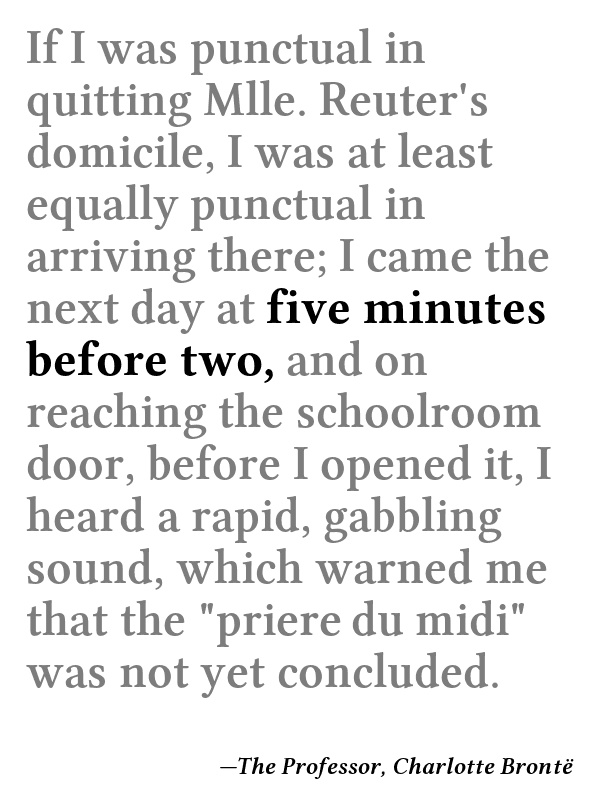 If I was punctual in
quitting Mlle. Reuter's
domicile, I was at least
equally punctual in
arriving there; I came the
next day at five minutes
before two, and on
reaching the schoolroom
door, before I opened it, I
heard a rapid, gabbling
sound, which warned me
that the "priere du midi"
was not yet concluded.
—The Professor, Charlotte Brontë